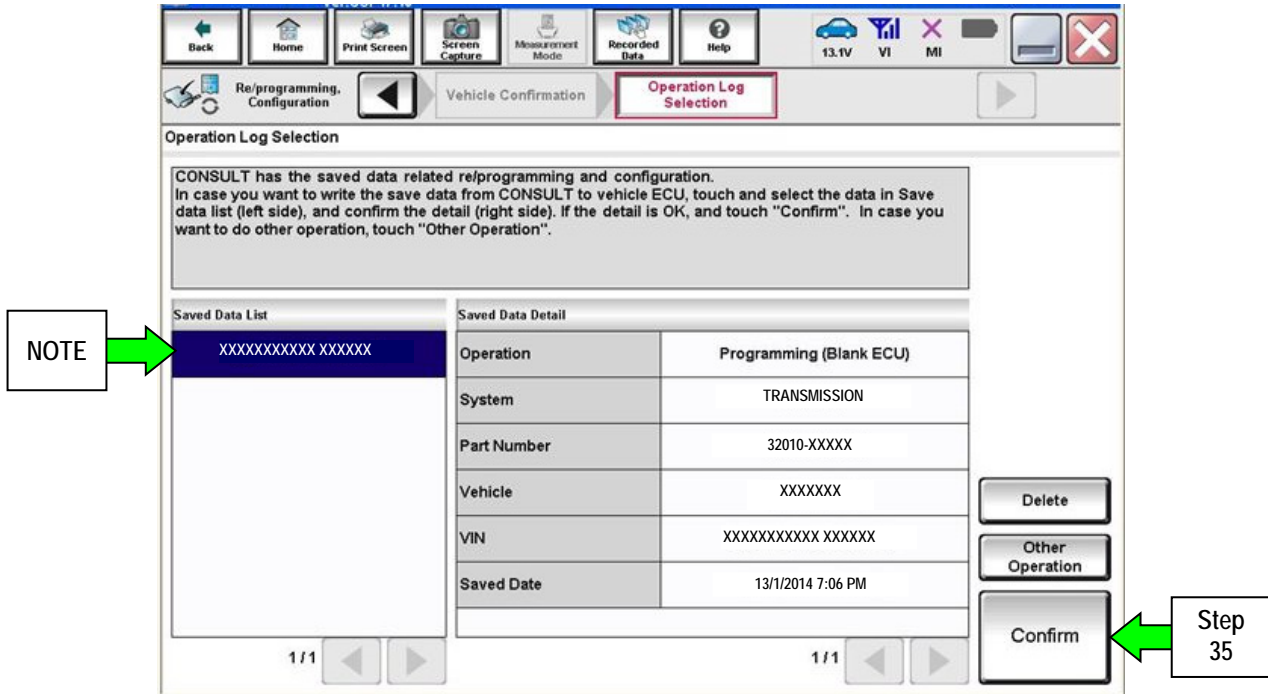 Back
Home
Print Screen
Screen
Capture
Measurement
Mode
Recorded
Data
Help
13.1V
VI
MI
Re/programming,
Configuration
Vehicle Confirmation
Operation Log
Selection
Operation Log Selection
CONSULT has the saved data related re/programming and configuration.
In case you want to write the save data from CONSULT to vehicle ECU, touch and select the data in Save
data list (left side), and confirm the detail (right side). If the detail is OK, and touch "Confirm".  In case you
want to do other operation, touch "Other Operation".
Saved Data List
Saved Data Detail
NOTE
XXXXXXXXXXX XXXXXX
Operation
Programming (Blank ECU)
System
TRANSMISSION
Part Number
32010-XXXXX
Vehicle
XXXXXXX
VIN
XXXXXXXXXXX XXXXXX
Saved Date
13/1/2014 7:06 PM
Delete
Other
Operation
Confirm
Step
35
1/1
1/1